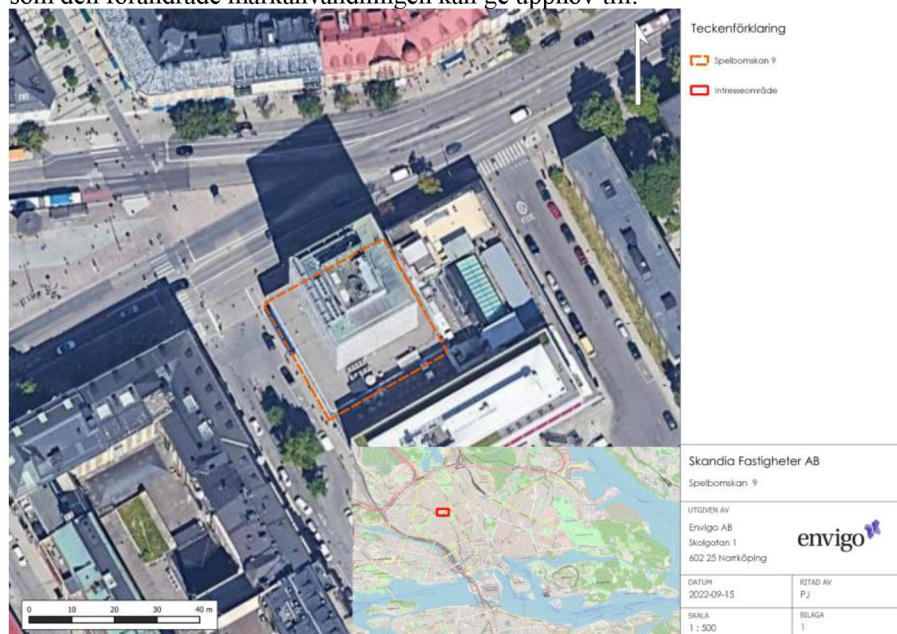 som den förändrade markanvändningen kan ge upphov till.
Teckenförklaring
Spelbomskan 9
Intresseområde
Skandia Fastigheter AB
Spelbomskan 9
UTGIVEN AV
Envigo AB
Skolgatan 1
602 25 Norrköping
envigo
DATUM
2022-09-15
RITAD AV
PJ
SKALA
1 : 500
BILAGA
1
0 10 20 30 40 m